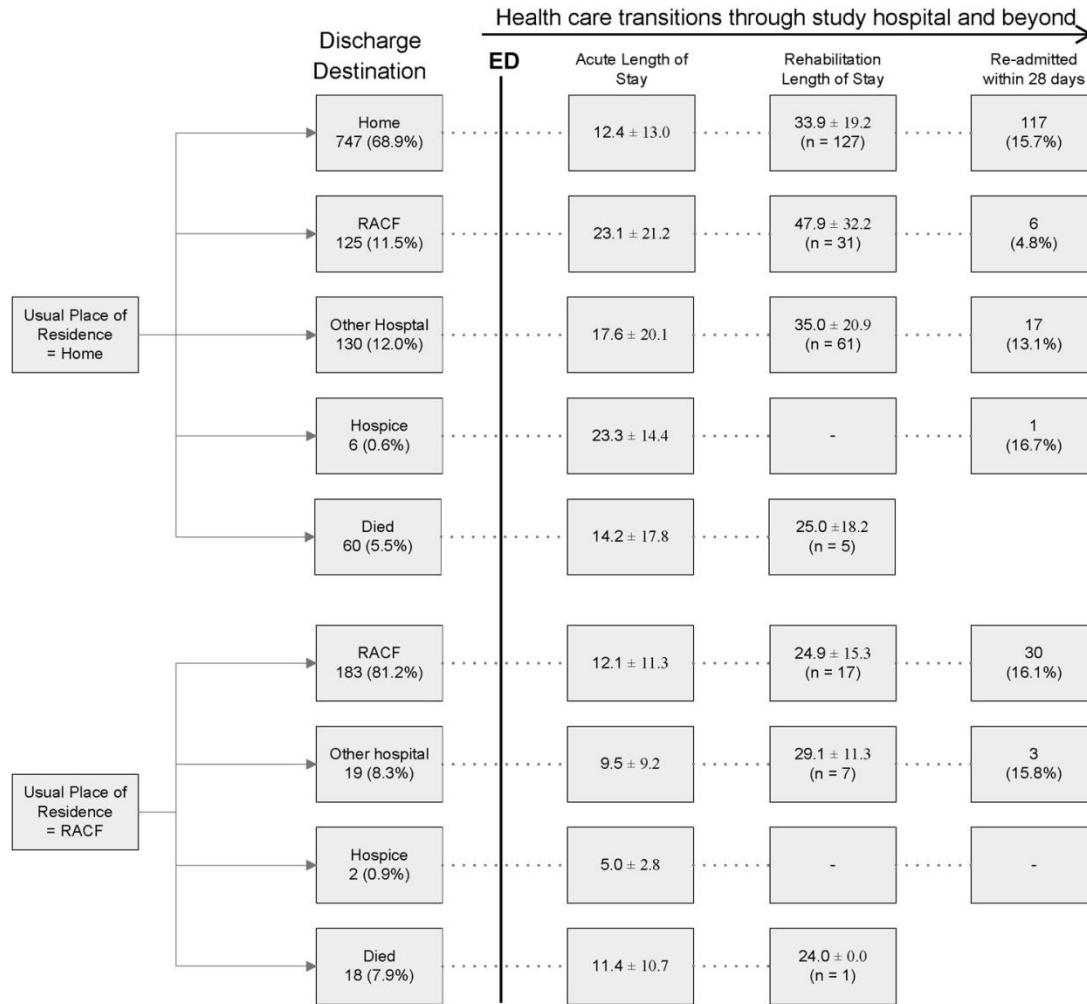 Health care transitions through study hospital and beyond
Discharge
Destination
ED
Acute Length of
Stay
Rehabilitation
Length of Stay
Re-admitted
within 28 days
Home
747 (68.9%)
12.4 ± 13.0
33.9 ± 19.2
(n = 127)
117
(15.7%)
RACF
125 (11.5%)
23.1 ± 21.2
47.9 ± 32.2
(n = 31)
6
(4.8%)
Usual Place of
Residence
= Home
Other Hosptal
130 (12.0%)
17.6 ± 20.1
35.0 ± 20.9
(n = 61)
17
(13.1%)
Hospice
6 (0.6%)
23.3 ± 14.4
-
1
(16.7%)
Died
60 (5.5%)
14.2 ± 17.8
25.0 ±18.2
(n = 5)
RACF
183 (81.2%)
12.1 ± 11.3
24.9 ± 15.3
(n = 17)
30
(16.1%)
Other hospital
19 (8.3%)
9.5 ± 9.2
29.1 ± 11.3
(n = 7)
3
(15.8%)
Usual Place of
Residence
= RACF
Hospice
2 (0.9%)
5.0 ± 2.8
-
-
Died
18 (7.9%)
11.4 ± 10.7
24.0 ± 0.0
(n = 1)